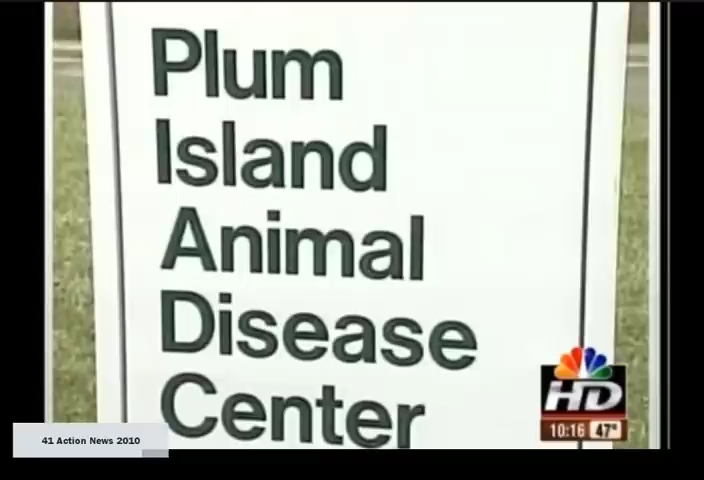 Plum
Island
Animal
Disease
Center
HD
10:16 47°
41 Action News 2010